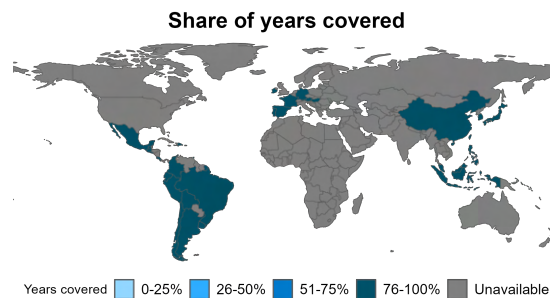 Share of years covered
Years covered 0-25% 26-50% 51-75% 76-100% Unavailable